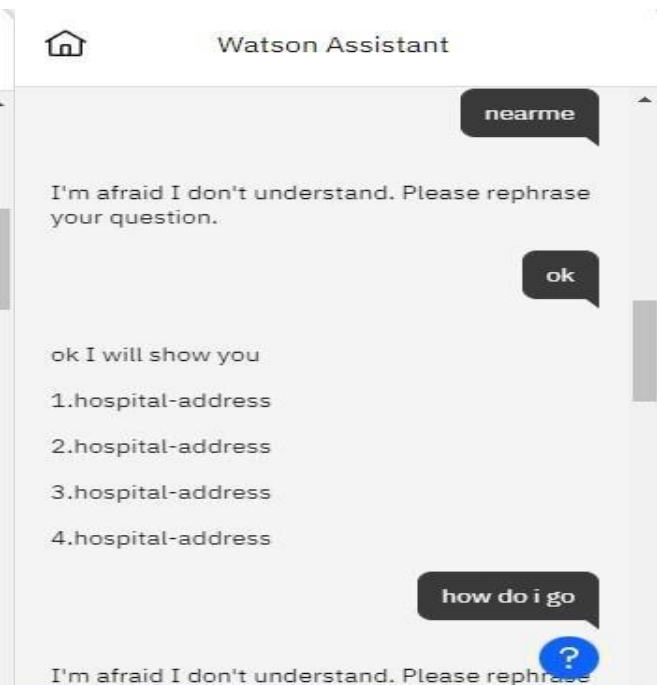 Watson Assistant
nearme
I'm afraid I don't understand. Please rephrase
your question.
ok
ok I will show you
1.hospital-address
2.hospital-address
3.hospital-address
4.hospital-address
how do i go
?
I'm afraid I don't understand. Please rephrase